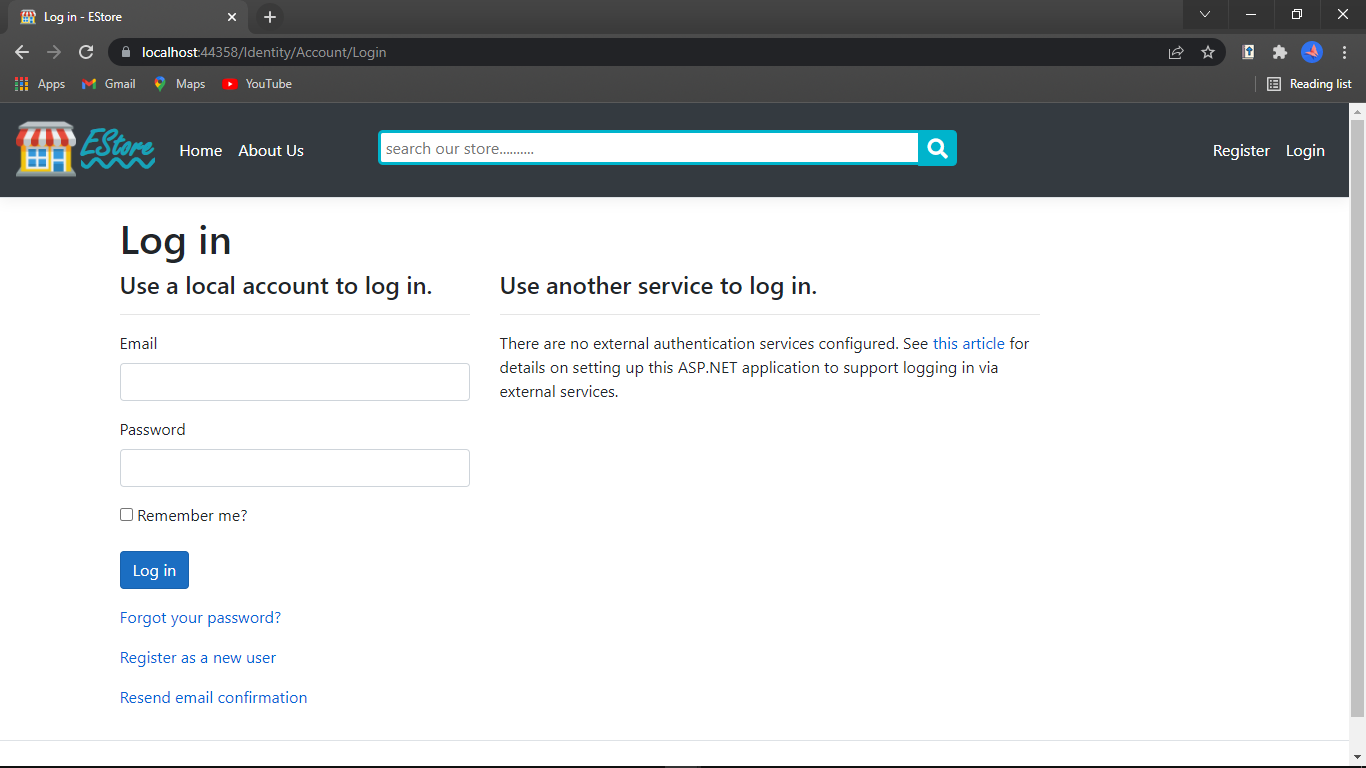 Log in - EStore
localhost:44358/Identity/Account/Login
Apps Gmail Maps YouTube Reading list
EStore Home About Us search our store.......... Register Login
Log in
Use a local account to log in.
Email
Password
Remember me?
Log in
Forgot your password?
Register as a new user
Resend email confirmation
Use another service to log in.
There are no external authentication services configured. See this article for
details on setting up this ASP.NET application to support logging in via
external services.